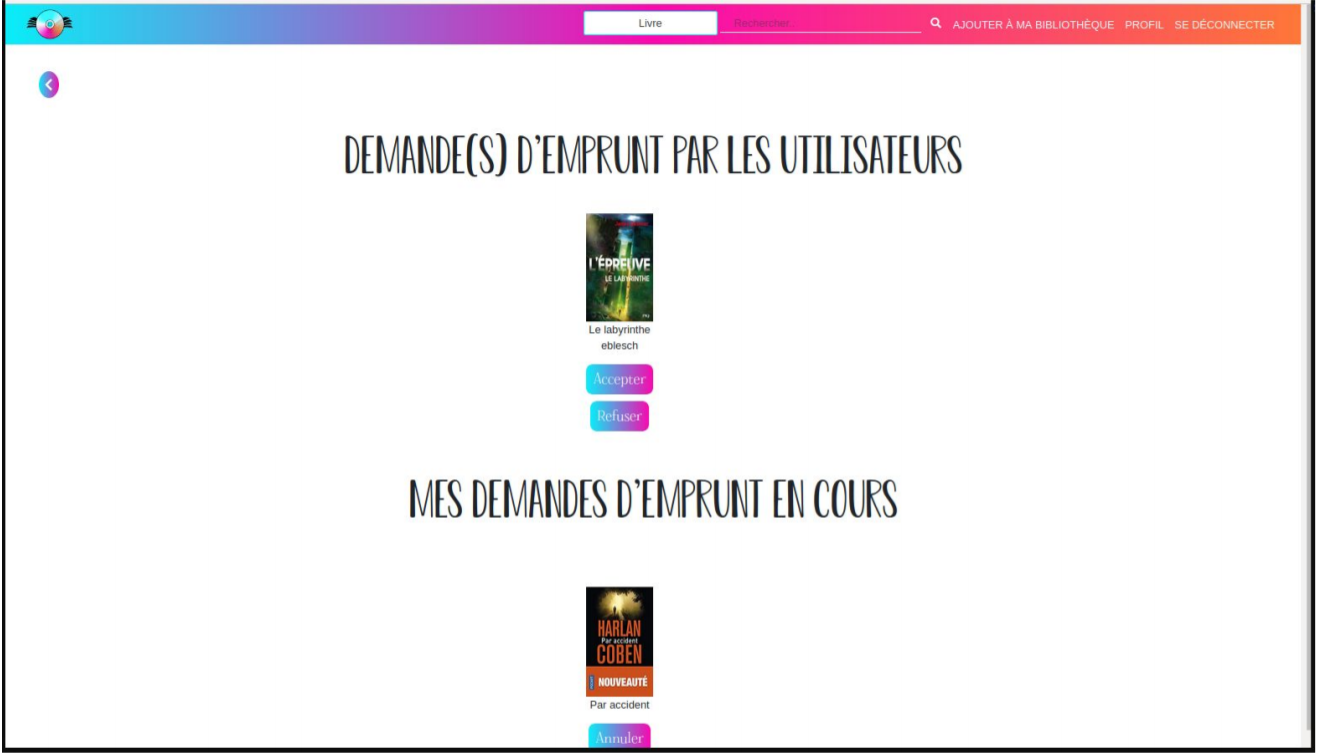 Livre
Rechercher...
AJOUTER À MA BIBLIOTHÈQUE PROFIL SE DÉCONNECTER
DEMANDE(S) D'EMPRUNT PAR LES UTILISATEURS
L'ÉPREUVE
LE LABYRINTHE
Le labyrinthe
eblesch
Accepter
Refuser
MES DEMANDES D'EMPRUNT EN COURS
HARLAN
Par accident
COBEN
NOUVEAUTÉ
Par accident
Annuler